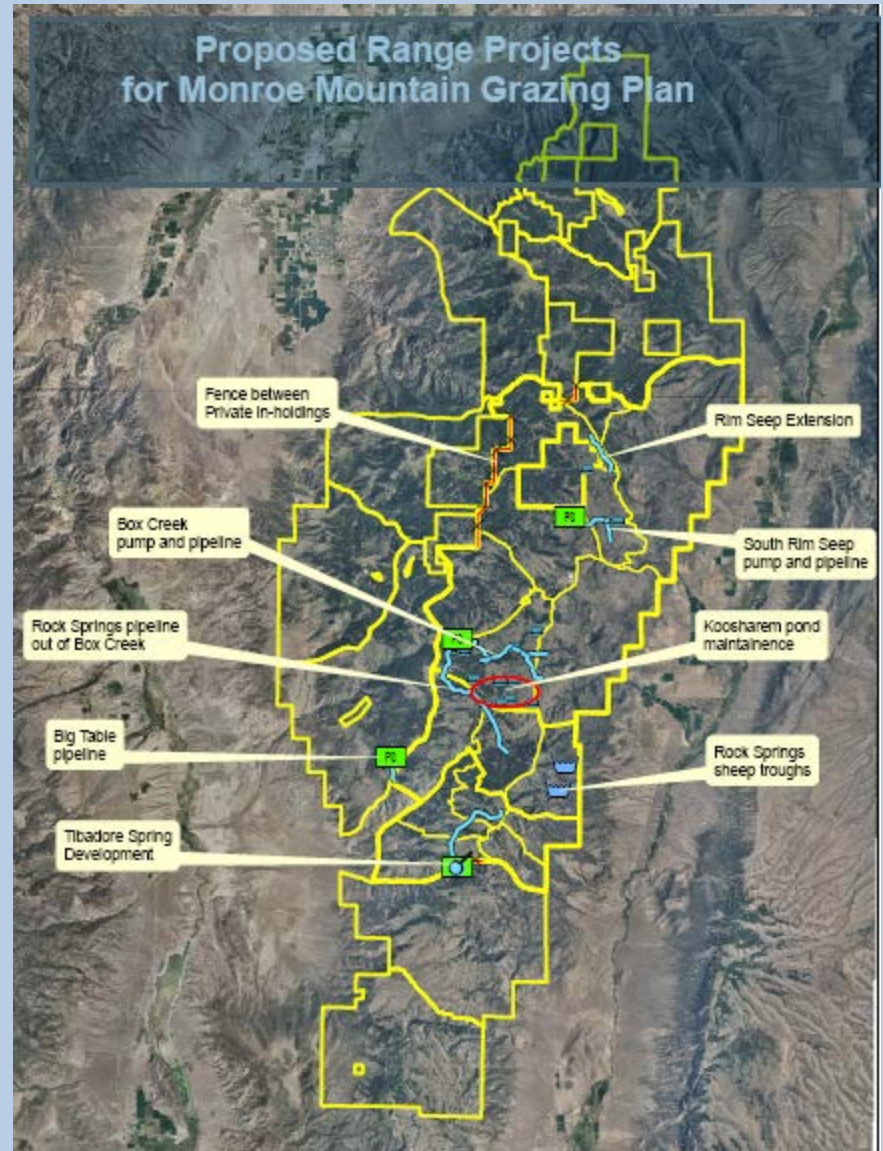 Proposed Range Projects
for Monroe Mountain Grazing Plan
Fence between
Private in-holdings
Rim Seep Extension
Box Creek
pump and pipeline
South Rim Seep
pump and pipeline
Rock Springs pipeline
out of Box Creek
Koosharem pond
maintainence
Big Table
pipeline
Rock Springs
sheep troughs
Tibadore Spring
Development